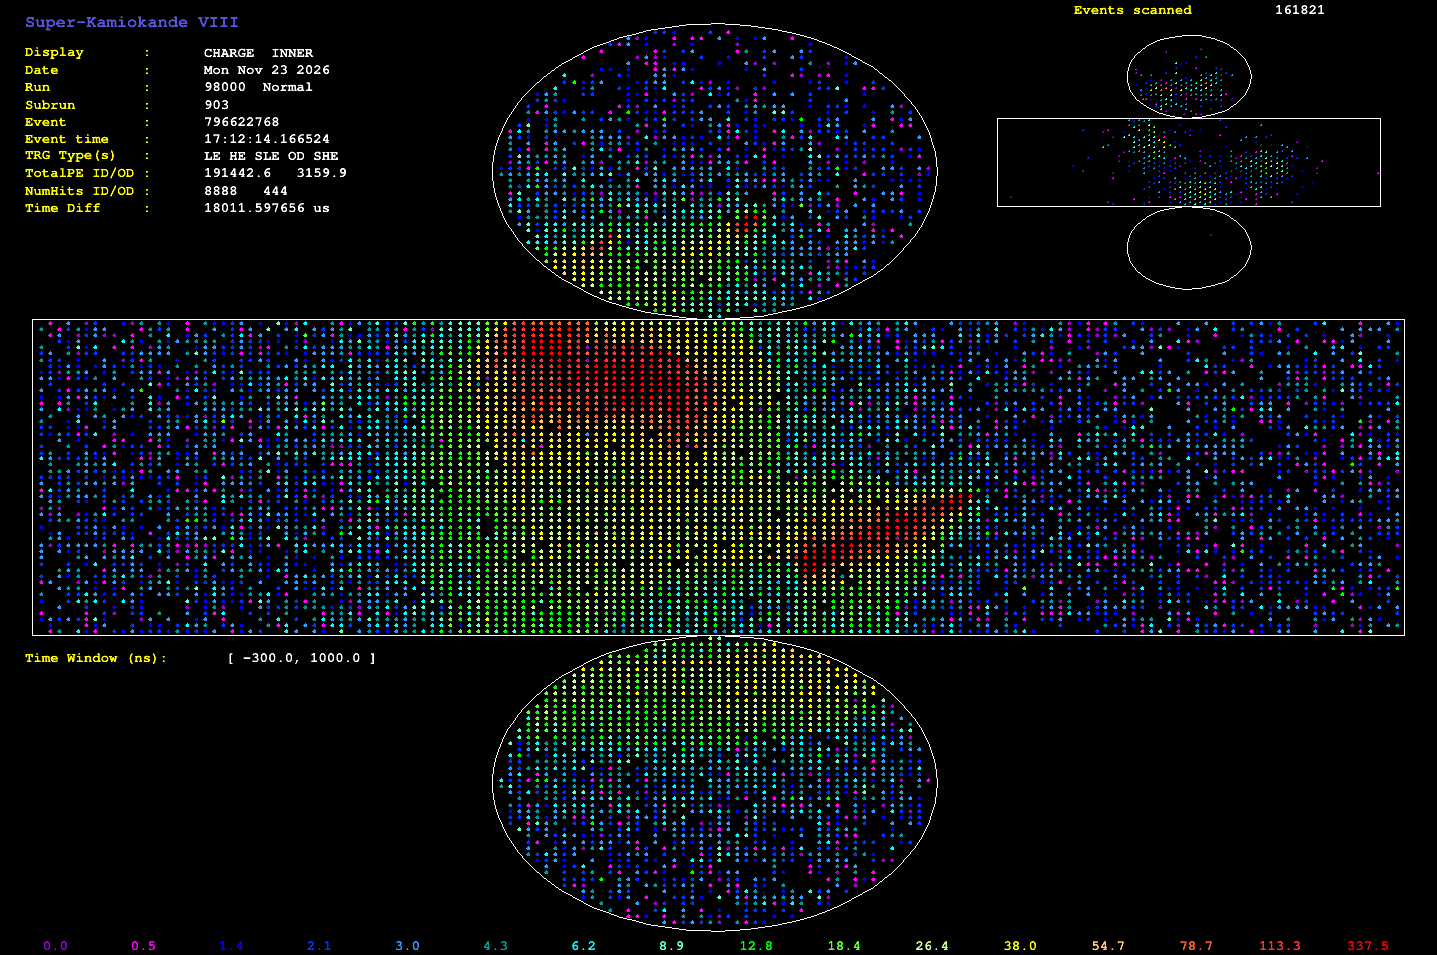 Super-Kamiokande VIII
Events scanned 161821
Display : CHARGE INNER
Date : Mon Nov 23 2026
Run : 98000 Normal
Subrun : 903
Event : 796622768
Event time : 17:12:14.166524
TRG Type(s) : LE HE SLE OD SHE
TotalPE ID/OD : 191442.6 3159.9
NumHits ID/OD : 8888 444
Time Diff : 18011.597656 us
Time Window (ns): [ -300.0, 1000.0 ]
0.0 0.5 1.4 2.1 3.0 4.3 6.2 8.9 12.8 18.4 26.4 38.0 54.7 78.7 113.3 337.5